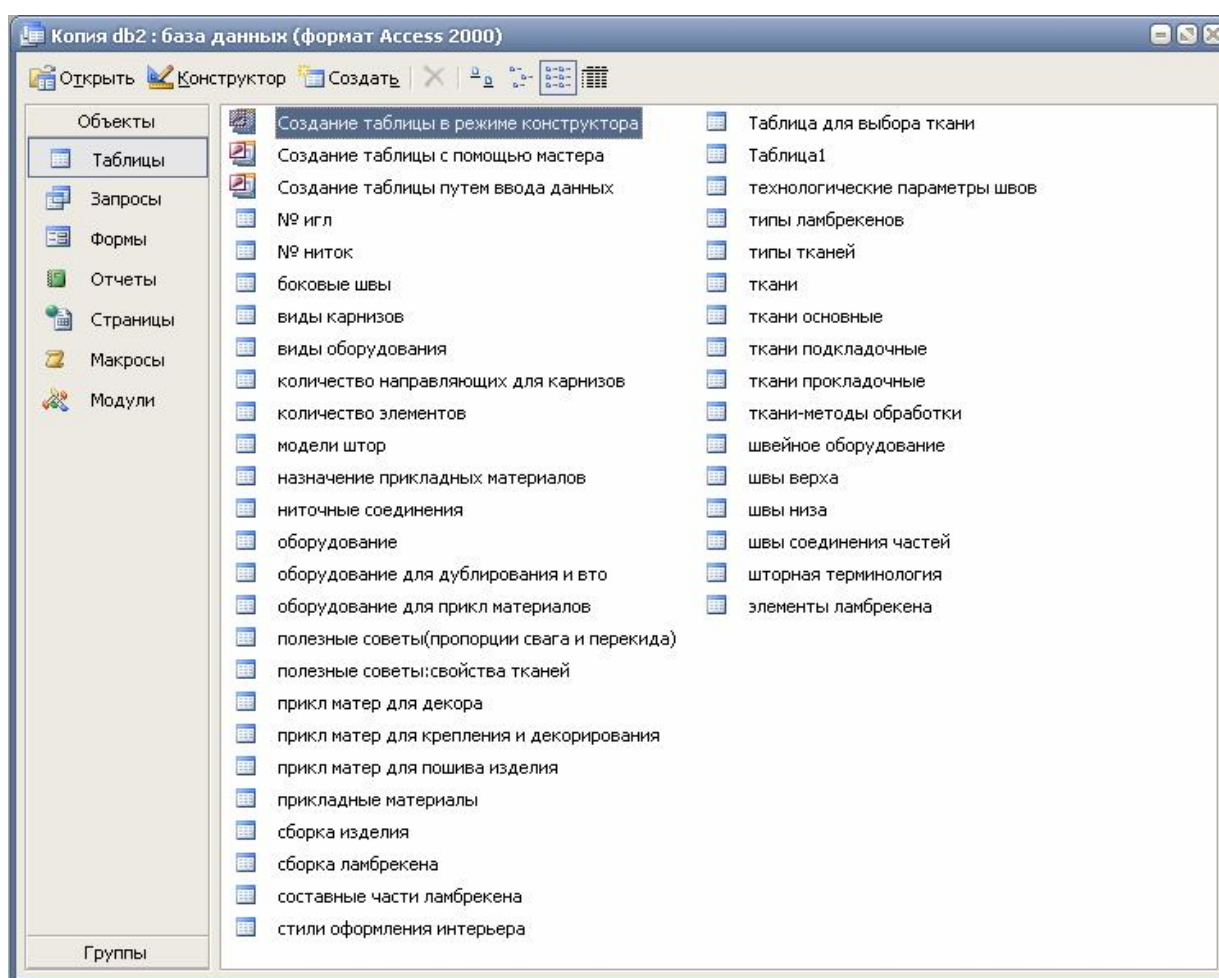 Копия db2 : база данных (формат Access 2000)
Открыть Конструктор Создать
Объекты
Таблицы
Запросы
Формы
Отчеты
Страницы
Макросы
Модули
Группы
Создание таблицы в режиме конструктора
Создание таблицы с помощью мастера
Создание таблицы путем ввода данных
№ игл
№ ниток
боковые швы
виды карнизов
виды оборудования
количество направляющих для карнизов
количество элементов
модели штор
назначение прикладных материалов
ниточные соединения
оборудование
оборудование для дублирования и вто
оборудование для прикл материалов
полезные советы(пропорции свага и перекида)
полезные советы:свойства тканей
прикл матер для декора
прикл матер для крепления и декорирования
прикл матер для пошива изделия
прикладные материалы
сборка изделия
сборка ламбрекена
составные части ламбрекена
стили оформления интерьера
Таблица для выбора ткани
Таблица1
технологические параметры швов
типы ламбрекенов
типы тканей
ткани
ткани основные
ткани подкладочные
ткани прокладочные
ткани-методы обработки
швейное оборудование
швы верха
швы низа
швы соединения частей
шторная терминология
элементы ламбрекена